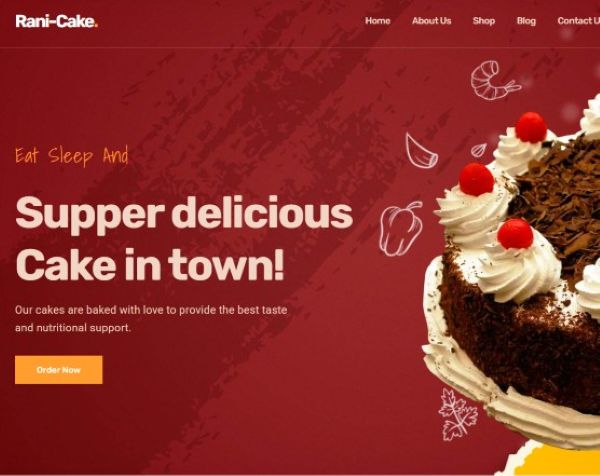 Rani-Cake.
Home About Us Shop Blog Contact U
Eat Sleep And
Supper delicious
Cake in town!
Our cakes are baked with love to provide the best taste
and nutritional support.
Order Now